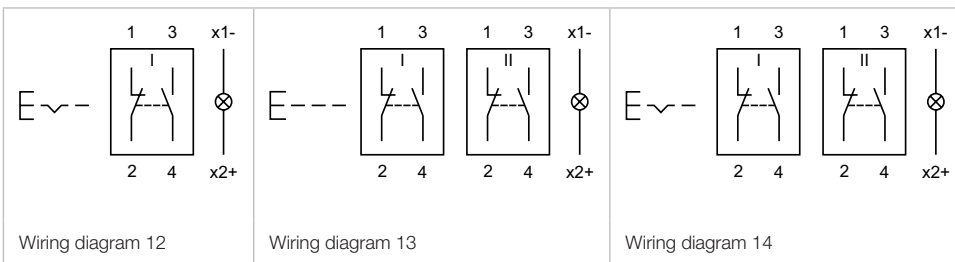 1 3 x1-
I
2 4 x2+
Wiring diagram 12
1 3 1 3 x1-
I II
2 4 2 4 x2+
Wiring diagram 13
1 3 1 3 x1-
I II
2 4 2 4 x2+
Wiring diagram 14